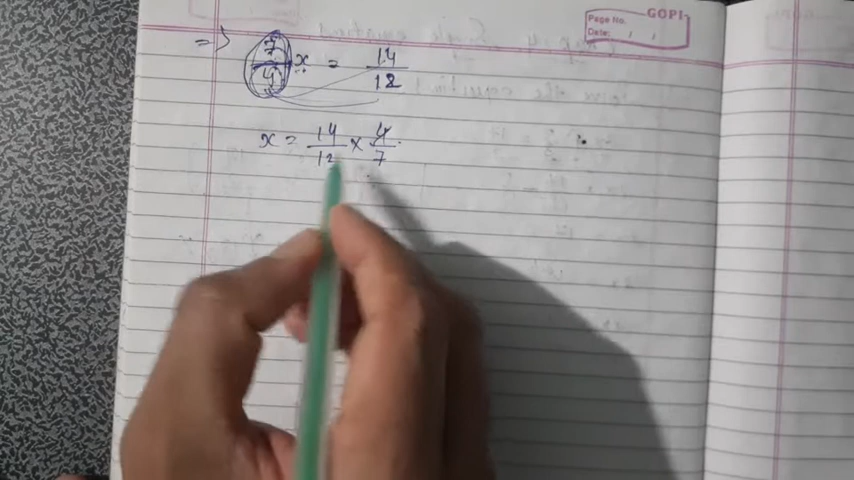 GOPI
Page No.
Date: / /
=> 7/4 x = 14/12
x = 14/12 × 4/7